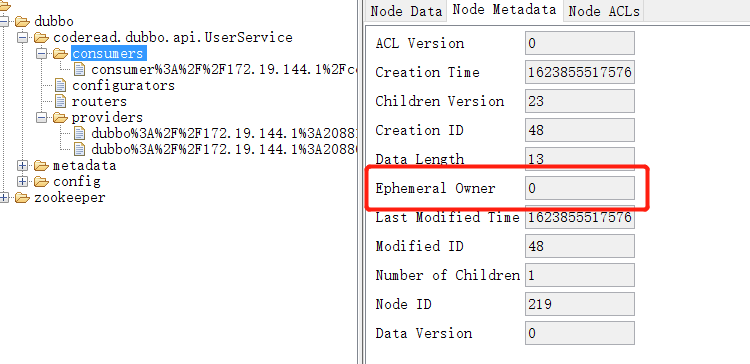 dubbo
coderead.dubbo.api.UserService
consumers
consumer%3A%2F%2F172.19.144.1%2Fc
configurators
routers
providers
dubbo%3A%2F%2F172.19.144.1%3A2088
dubbo%3A%2F%2F172.19.144.1%3A2088
metadata
config
zookeeper
Node Data
Node Metadata
Node ACLs
ACL Version 0
Creation Time 1623855517576
Children Version 23
Creation ID 48
Data Length 13
Ephemeral Owner 0
Last Modified Time 1623855517576
Modified ID 48
Number of Children 1
Node ID 219
Data Version 0